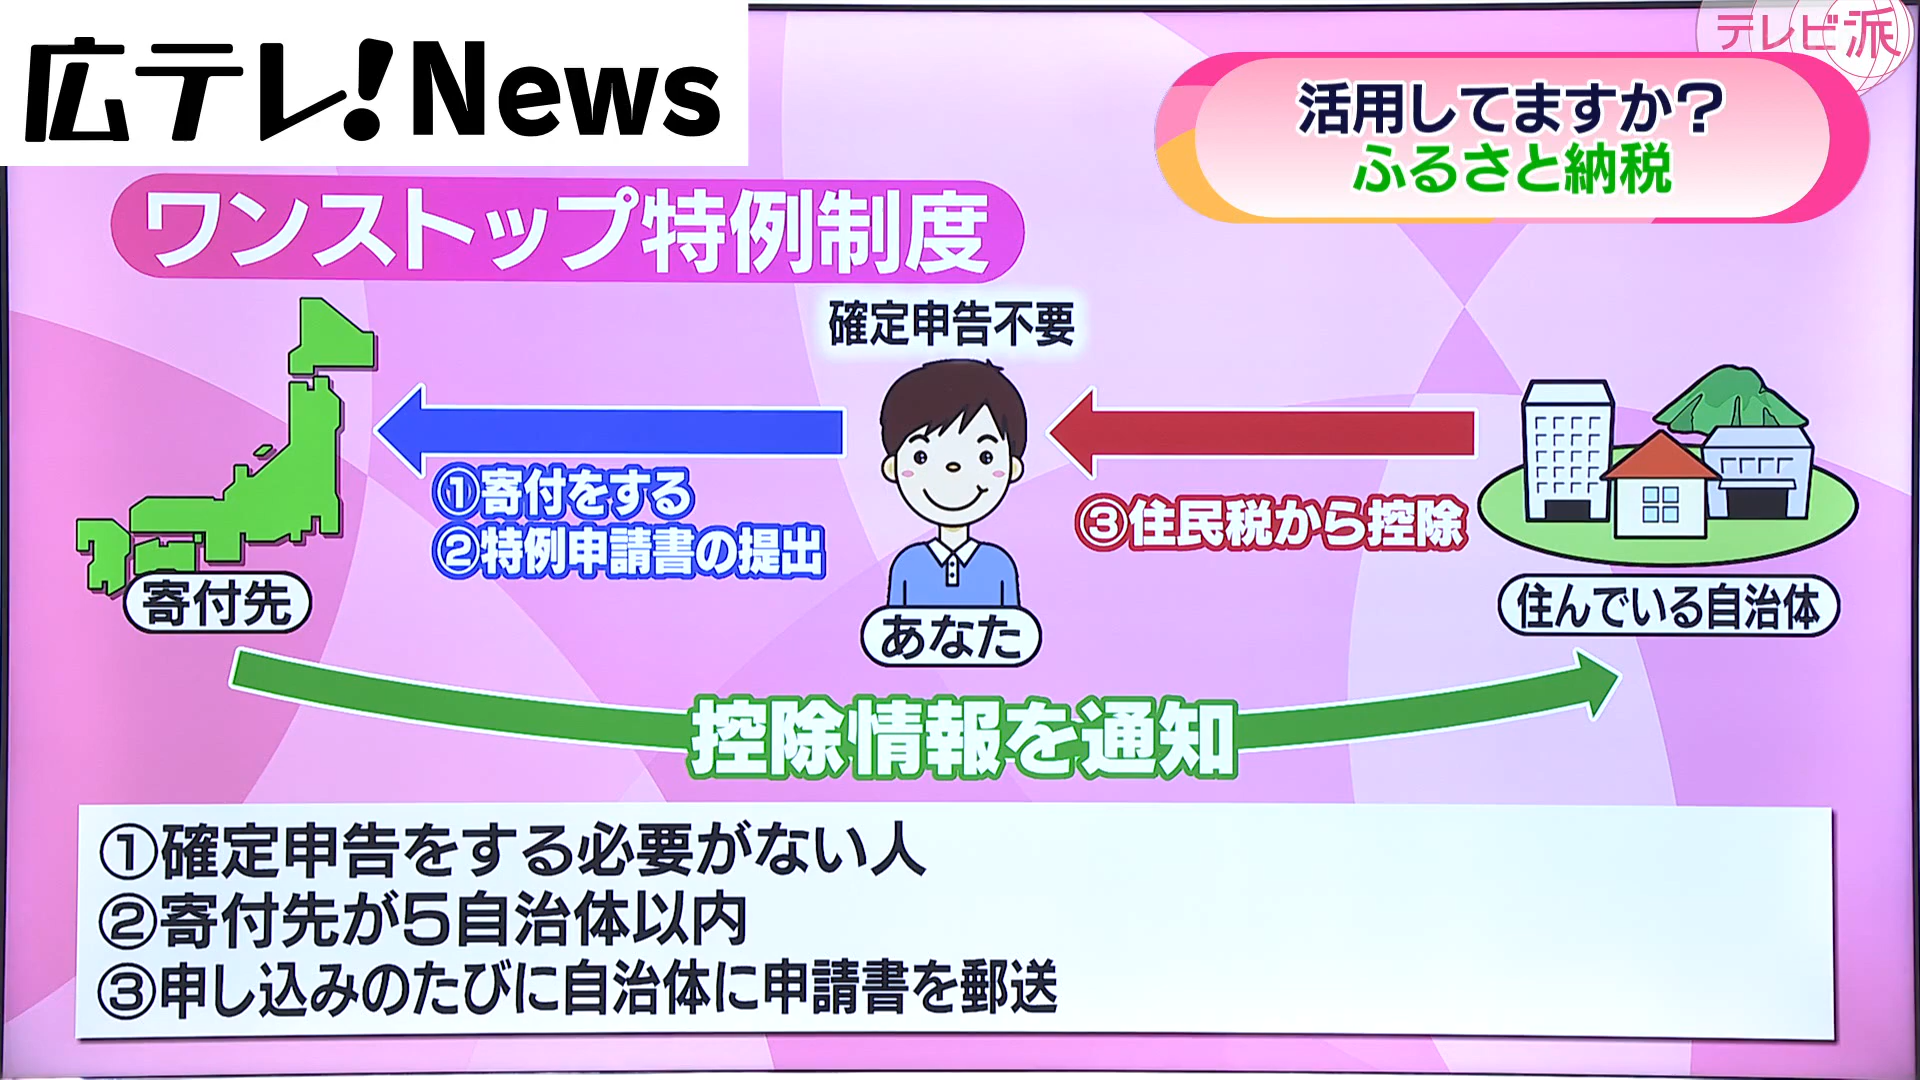 広テレ!News
テレビ派
活用してますか?
ふるさと納税
ワンストップ特例制度
確定申告不要
①寄付をする
②特例申請書の提出
③住民税から控除
寄付先
あなた
住んでいる自治体
控除情報を通知
①確定申告をする必要がない人
②寄付先が5自治体以内
③申し込みのたびに自治体に申請書を郵送